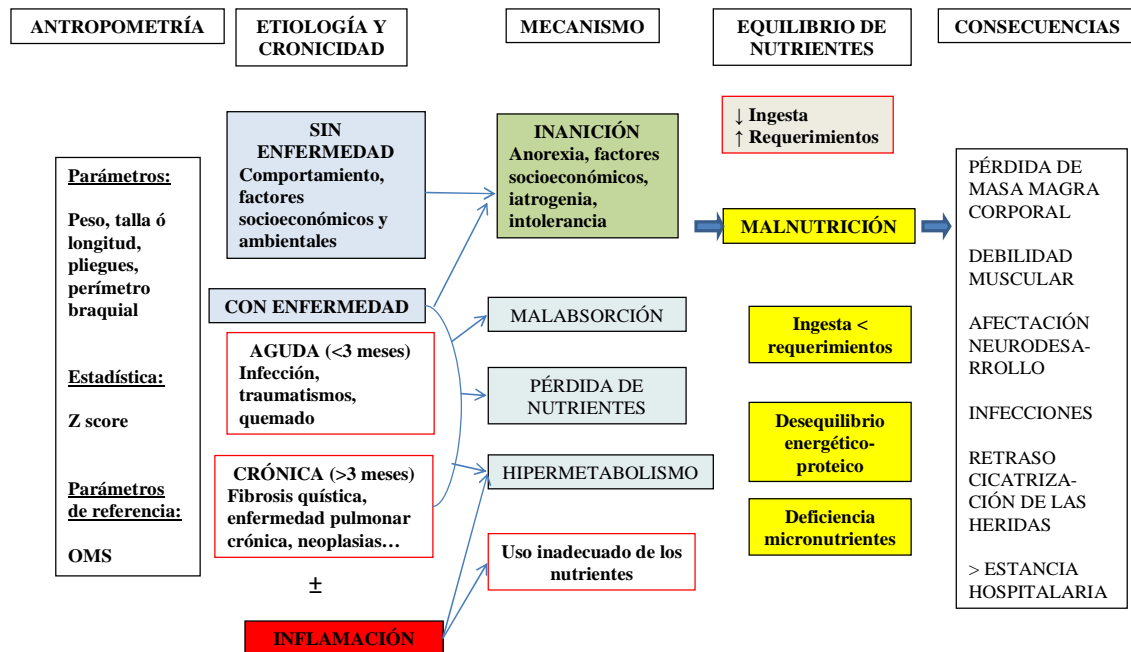 ANTROPOMETRÍA
ETIOLOGÍA Y
CRONICIDAD
MECANISMO
EQUILIBRIO DE
NUTRIENTES
CONSECUENCIAS
Parámetros:
Peso, talla ó
longitud,
pliegues,
perímetro
braquial
Estadística:
Z score
Parámetros
de referencia:
OMS
SIN
ENFERMEDAD
Comportamiento,
factores
socioeconómicos y
ambientales
CON ENFERMEDAD
AGUDA (<3 meses)
Infección,
traumatismos,
quemado
CRÓNICA (>3 meses)
Fibrosis quística,
enfermedad pulmonar
crónica, neoplasias…
±
INFLAMACIÓN
INANICIÓN
Anorexia, factores
socioeconómicos,
iatrogenia,
intolerancia
MALABSORCIÓN
PÉRDIDA DE
NUTRIENTES
HIPERMETABOLISMO
Uso inadecuado de los
nutrientes
↓ Ingesta
↑ Requerimientos
MALNUTRICIÓN
Ingesta <
requerimientos
Desequilibrio
energético-
proteico
Deficiencia
micronutrientes
PÉRDIDA DE
MASA MAGRA
CORPORAL
DEBILIDAD
MUSCULAR
AFECTACIÓN
NEURODESA-
RROLLO
INFECCIONES
RETRASO
CICATRIZA-
CIÓN DE LAS
HERIDAS
> ESTANCIA
HOSPITALARIA